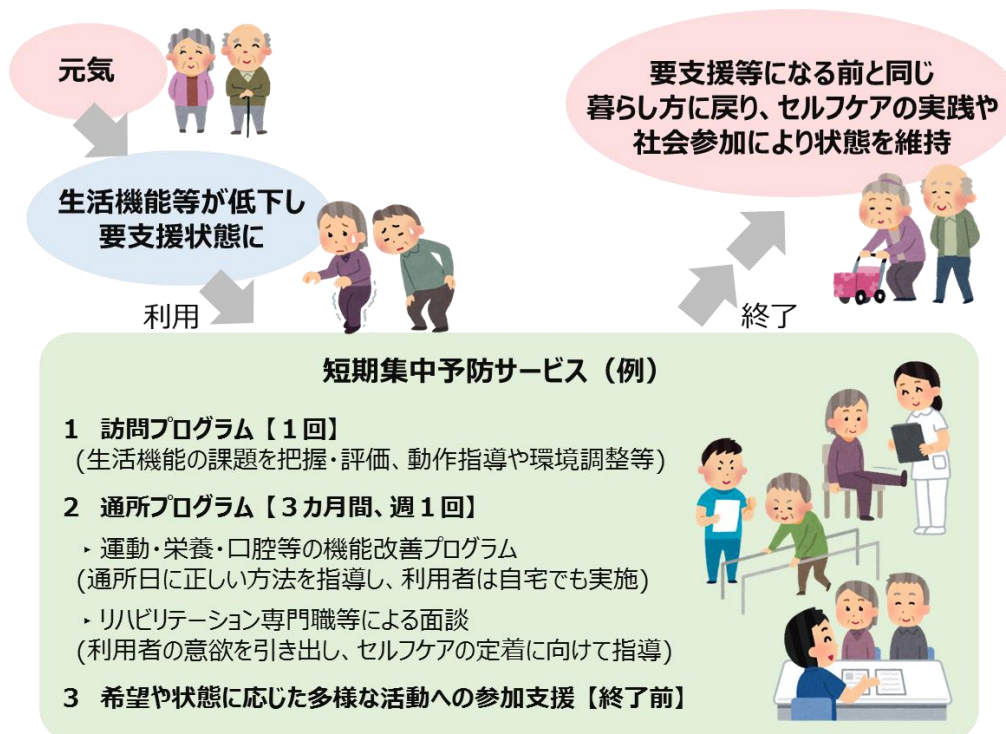 元気
生活機能等が低下し
要支援状態に
利用
要支援等になる前と同じ
暮らし方に戻り、セルフケアの実践や
社会参加により状態を維持
終了
短期集中予防サービス（例）
1 訪問プログラム【１回】
(生活機能の課題を把握・評価、動作指導や環境調整等)
2 通所プログラム【３カ月間、週１回】
‣ 運動・栄養・口腔等の機能改善プログラム
(通所日に正しい方法を指導し、利用者は自宅でも実施)
‣ リハビリテーション専門職等による面談
(利用者の意欲を引き出し、セルフケアの定着に向けて指導)
3 希望や状態に応じた多様な活動への参加支援【終了前】